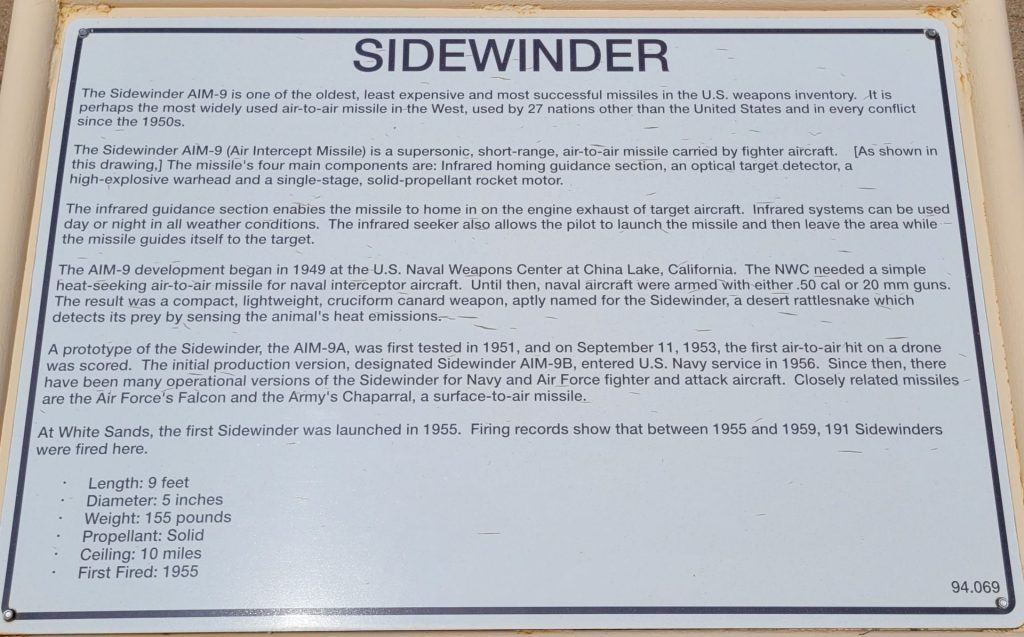 SIDEWINDER
The Sidewinder AIM-9 is one of the oldest, least expensive and most successful missiles in the U.S. weapons inventory. It is
perhaps the most widely used air-to-air missile in the West, used by 27 nations other than the United States and in every conflict
since the 1950s.
The Sidewinder AIM-9 (Air Intercept Missile) is a supersonic, short-range, air-to-air missile carried by fighter aircraft. [As shown in
this drawing,] The missile's four main components are: Infrared homing guidance section, an optical target detector, a
high-explosive warhead and a single-stage, solid-propellant rocket motor.
The infrared guidance section enables the missile to home in on the engine exhaust of target aircraft. Infrared systems can be used
day or night in all weather conditions. The infrared seeker also allows the pilot to launch the missile and then leave the area while
the missile guides itself to the target.
The AIM-9 development began in 1949 at the U.S. Naval Weapons Center at China Lake, California. The NWC needed a simple
heat-seeking air-to-air missile for naval interceptor aircraft. Until then, naval aircraft were armed with either .50 cal or 20 mm guns.
The result was a compact, lightweight, cruciform canard weapon, aptly named for the Sidewinder, a desert rattlesnake which
detects its prey by sensing the animal's heat emissions.
A prototype of the Sidewinder, the AIM-9A, was first tested in 1951, and on September 11, 1953, the first air-to-air hit on a drone
was scored. The initial production version, designated Sidewinder AIM-9B, entered U.S. Navy service in 1956. Since then, there
have been many operational versions of the Sidewinder for Navy and Air Force fighter and attack aircraft. Closely related missiles
are the Air Force's Falcon and the Army's Chaparral, a surface-to-air missile.
At White Sands, the first Sidewinder was launched in 1955. Firing records show that between 1955 and 1959, 191 Sidewinders
were fired here.
· Length: 9 feet
· Diameter: 5 inches
· Weight: 155 pounds
· Propellant: Solid
· Ceiling: 10 miles
· First Fired: 1955
94.069